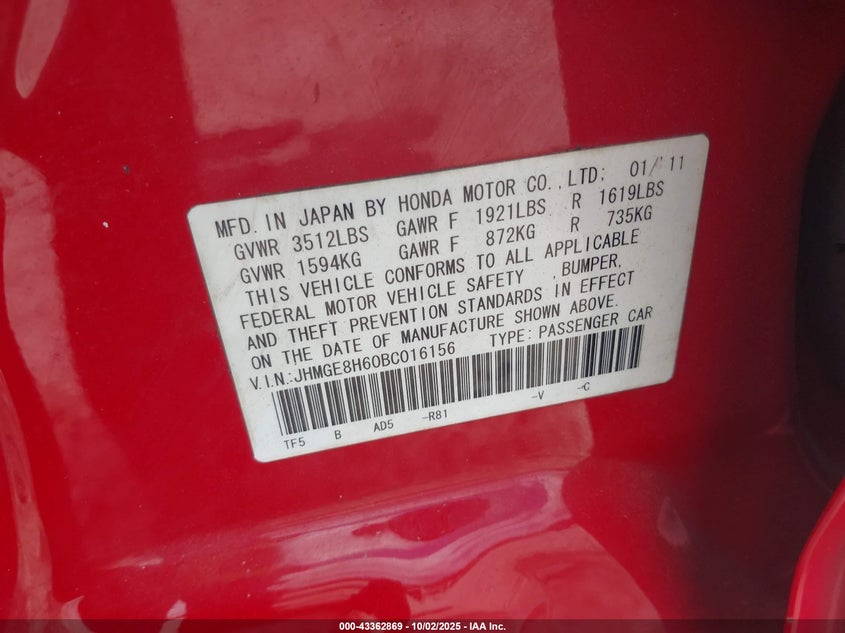 MFD. IN JAPAN BY HONDA MOTOR CO.,LTD; 01/'11
GVWR 3512LBS GAWR F 1921LBS R 1619LBS
GVWR 1594KG GAWR F 872KG R 735KG
THIS VEHICLE CONFORMS TO ALL APPLICABLE
FEDERAL MOTOR VEHICLE SAFETY ,BUMPER,
AND THEFT PREVENTION STANDARDS IN EFFECT
ON THE DATE OF MANUFACTURE SHOWN ABOVE.
V.I.N.:JHMGE8H60BC016156 TYPE: PASSENGER CAR
TF5 B AD5 -R81 -V -C
000-43362869 - 10/02/2025 - IAA Inc.